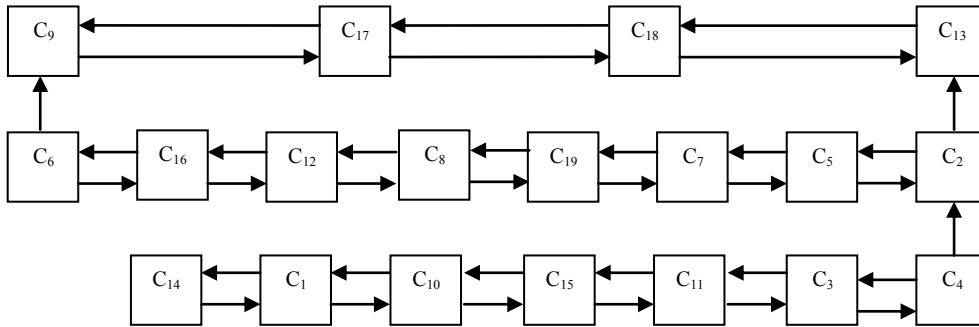 C₉ C₁₇ C₁₈ C₁₃
C₆ C₁₆ C₁₂ C₈ C₁₉ C₇ C₅ C₂
C₁₄ C₁ C₁₀ C₁₅ C₁₁ C₃ C₄